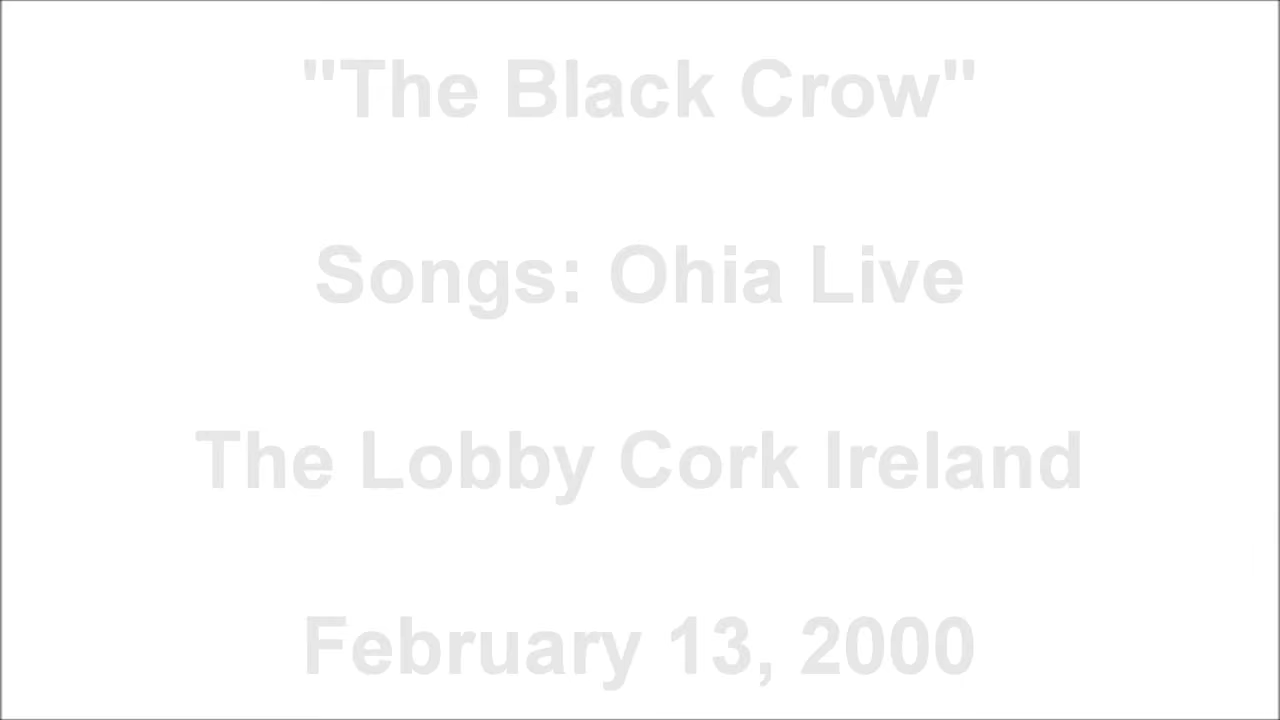 "The Black Crow"
Songs: Ohia Live
The Lobby Cork Ireland
February 13, 2000